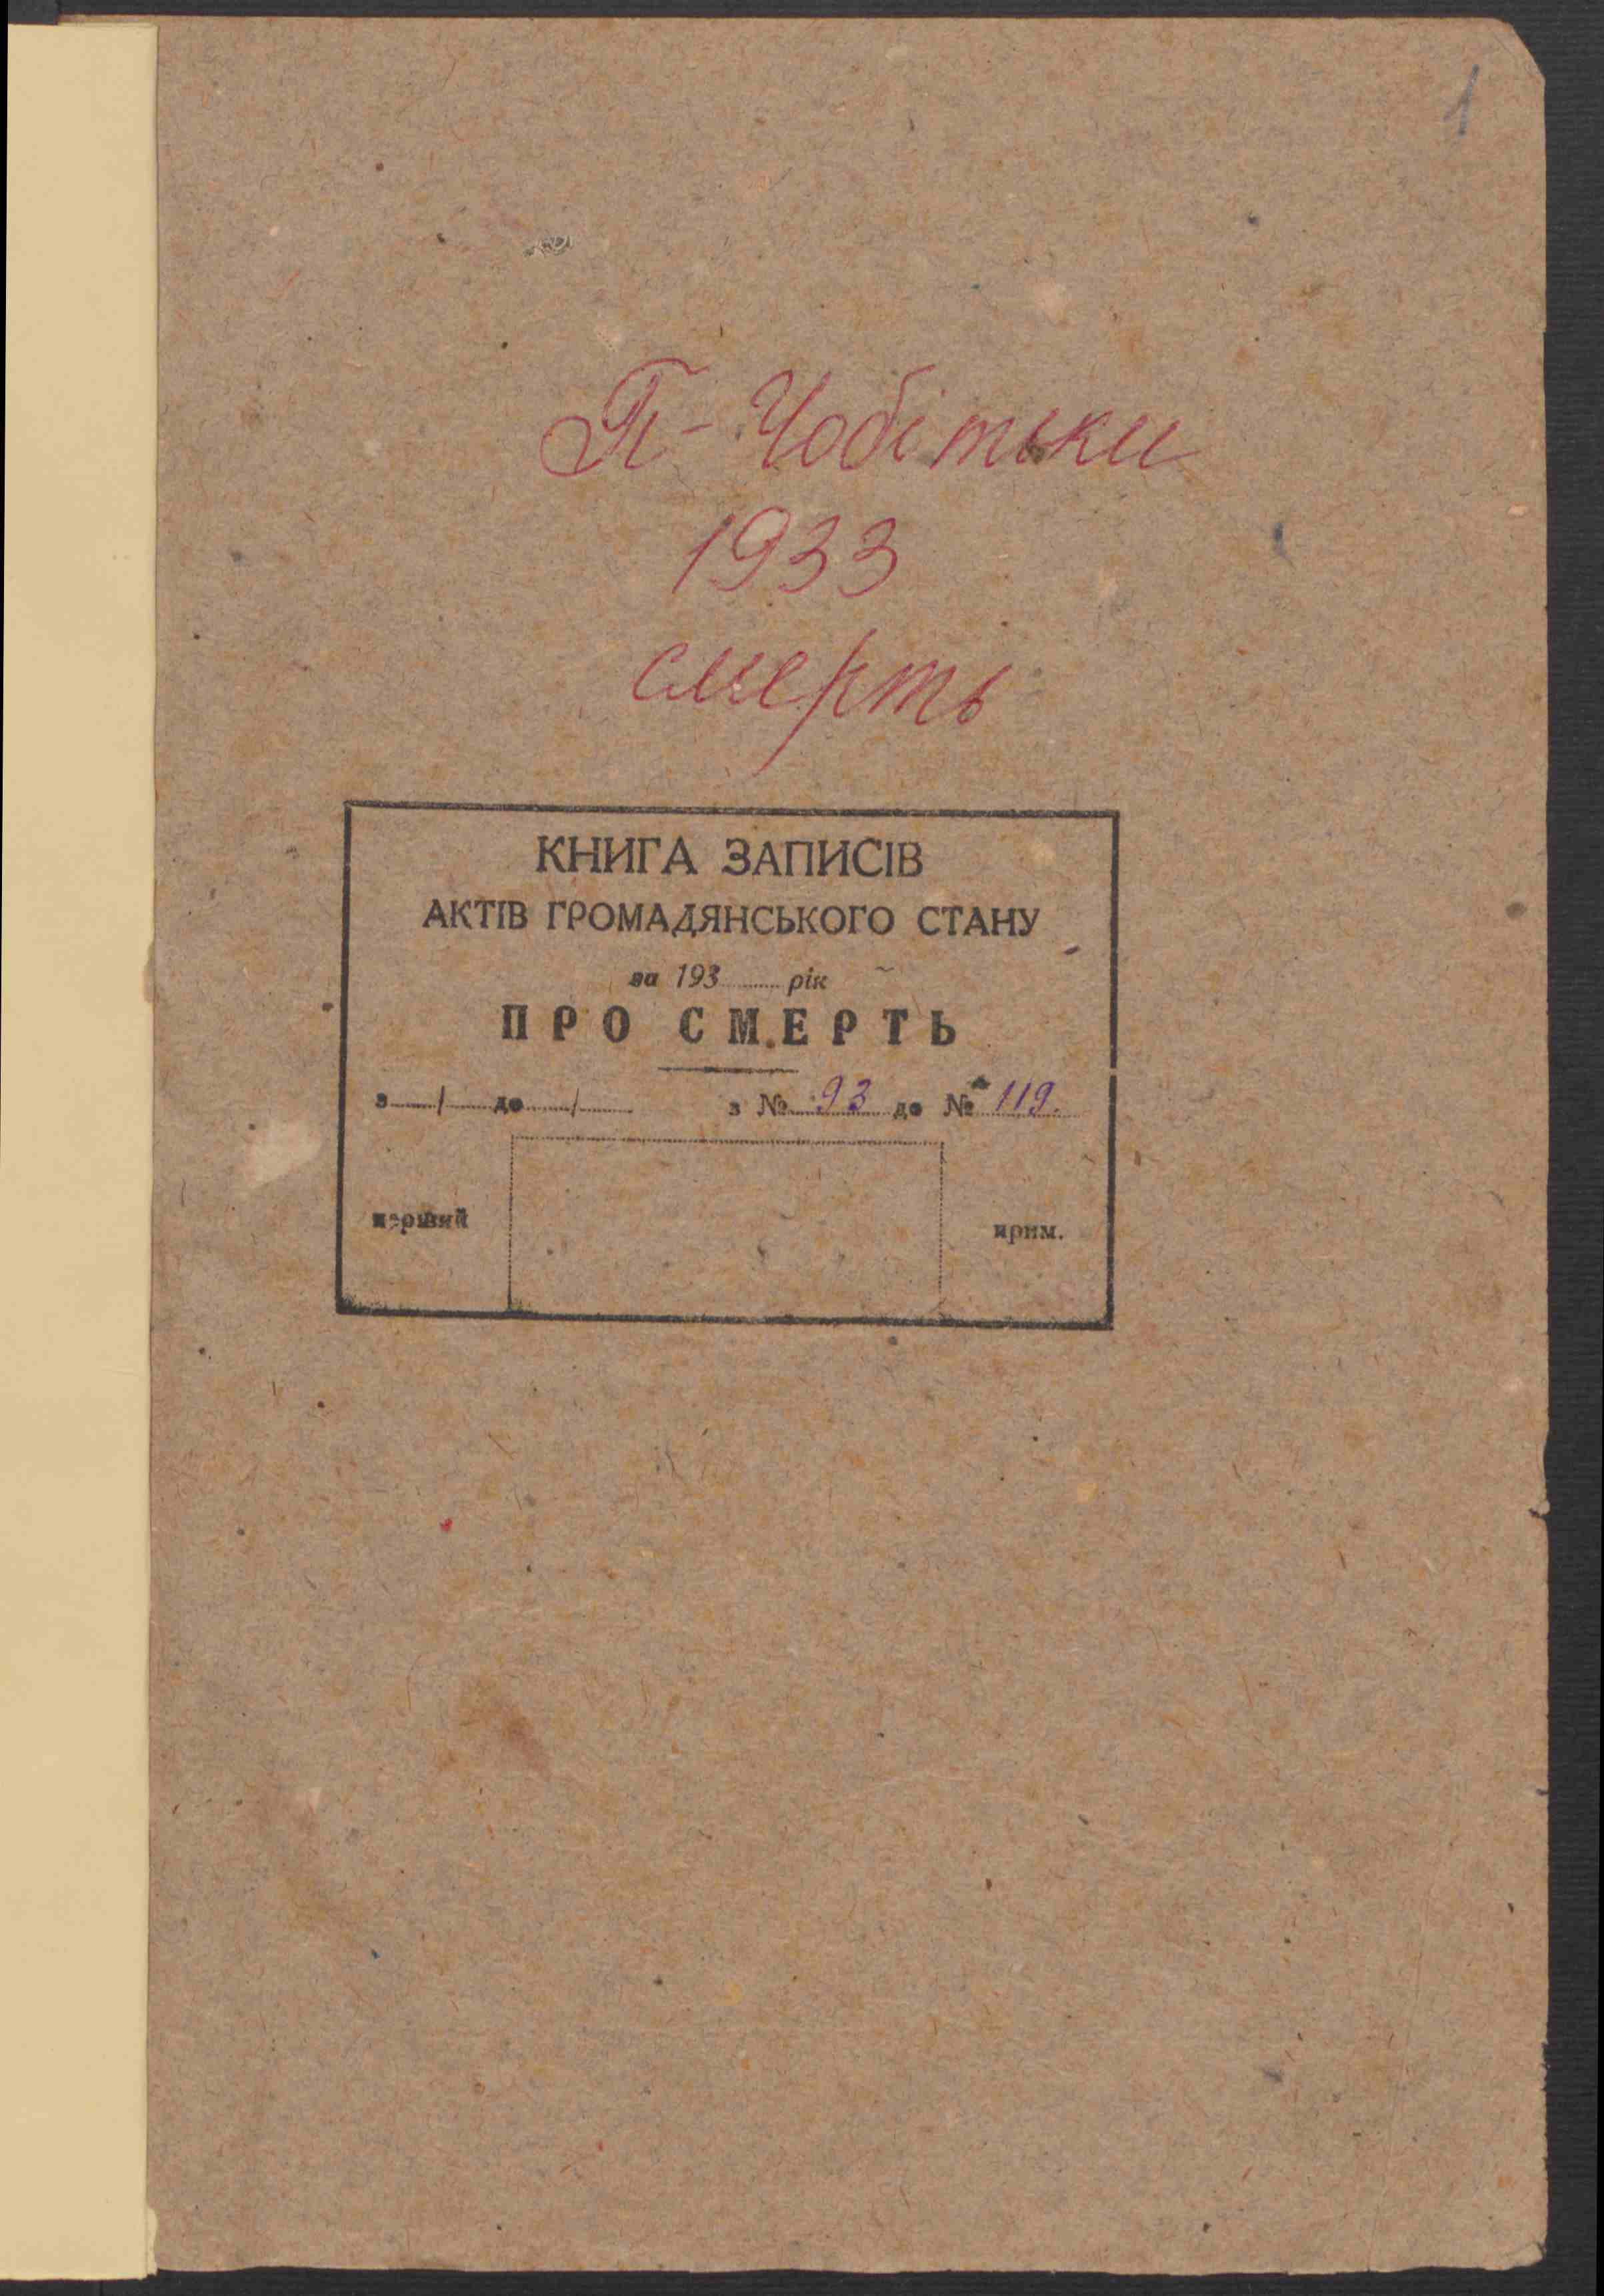 1
П-Чобітьки
1933
смерть
КНИГА ЗАПИСІВ
АКТІВ ГРОМАДЯНСЬКОГО СТАНУ
за 193 рік
ПРО СМЕРТЬ
з / до / з № 93 до № 119.
перший прим.